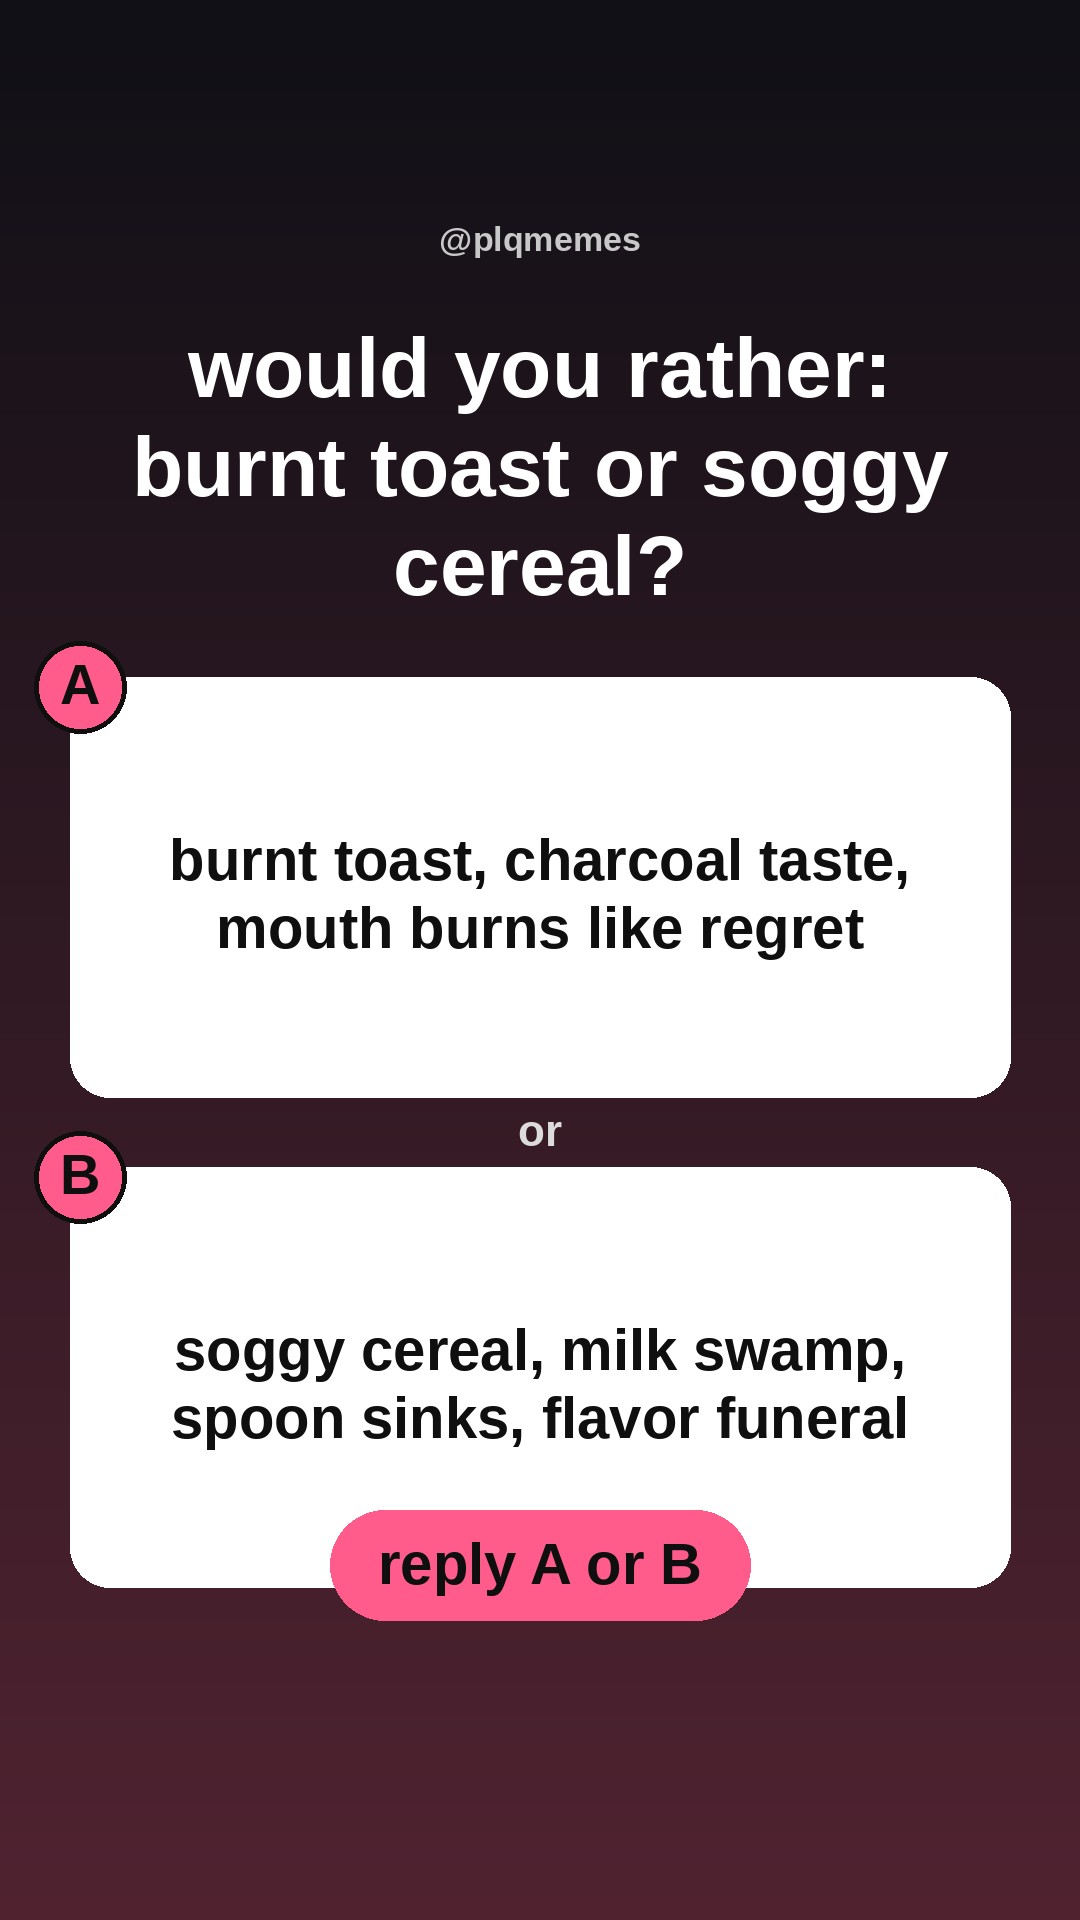 @plqmemes
would you rather:
burnt toast or soggy
cereal?
A
burnt toast, charcoal taste,
mouth burns like regret
or
B
soggy cereal, milk swamp,
spoon sinks, flavor funeral
reply A or B